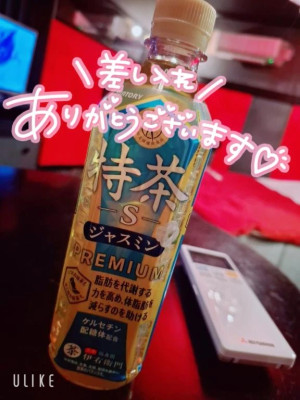 \差し入れ/
ありがとうございます♡
SUNTORY
特茶
S
ジャスミン
PREMIUM
脂肪を代謝する
力を高め、体脂肪を
減らすのを助ける
ケルセチン
配糖体配合
伊右衛門
ULIKE